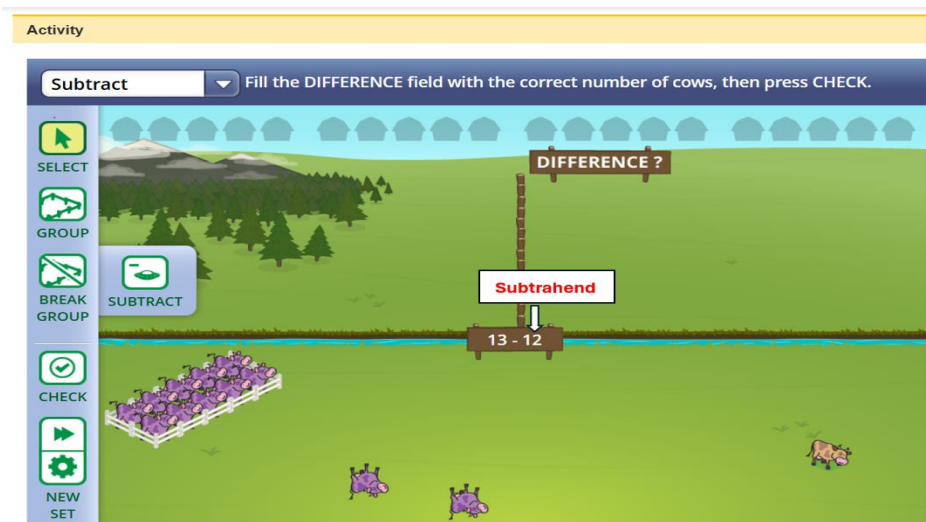 Activity
Subtract
Fill the DIFFERENCE field with the correct number of cows, then press CHECK.
SELECT
DIFFERENCE ?
GROUP
BREAK
GROUP
SUBTRACT
Subtrahend
13 - 12
CHECK
NEW
SET